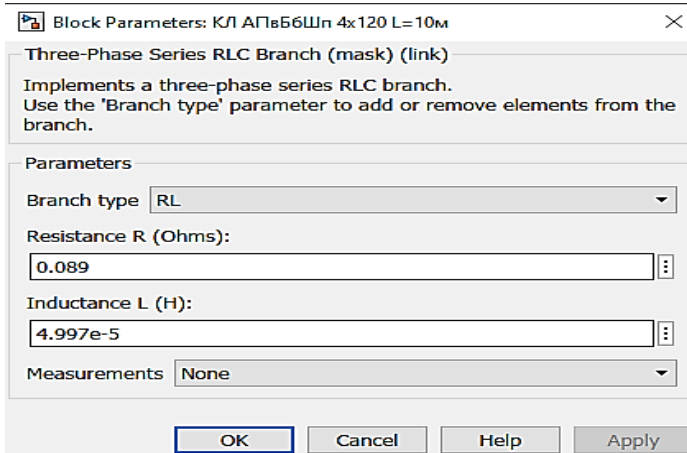 Block Parameters: КЛ АПвБбШп 4х120 L=10м
Three-Phase Series RLC Branch (mask) (link)
Implements a three-phase series RLC branch.
Use the 'Branch type' parameter to add or remove elements from the
branch.
Parameters
Branch type RL
Resistance R (Ohms):
0.089
Inductance L (H):
4.997e-5
Measurements None
OK Cancel Help Apply